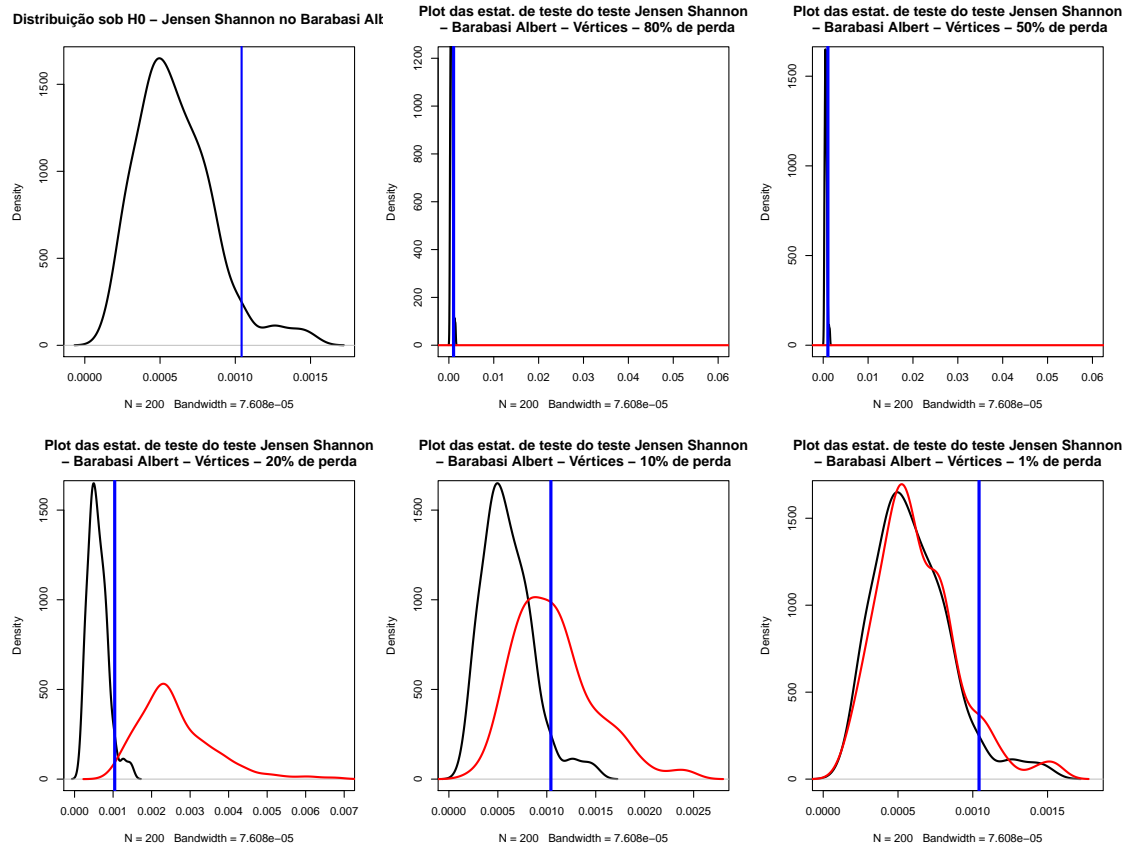 Distribuição sob H0 – Jensen Shannon no Barabasi Alb
Density
0
500
1000
1500
0.0000
0.0005
0.0010
0.0015
N = 200 Bandwidth = 7.608e−05
Plot das estat. de teste do teste Jensen Shannon
– Barabasi Albert – Vértices – 80% de perda
Density
0
200
400
600
800
1000
1200
0.00
0.01
0.02
0.03
0.04
0.05
0.06
N = 200 Bandwidth = 7.608e−05
Plot das estat. de teste do teste Jensen Shannon
– Barabasi Albert – Vértices – 50% de perda
Density
0
500
1000
1500
0.00
0.01
0.02
0.03
0.04
0.05
0.06
N = 200 Bandwidth = 7.608e−05
Plot das estat. de teste do teste Jensen Shannon
– Barabasi Albert – Vértices – 20% de perda
Density
0
500
1000
1500
0.000
0.001
0.002
0.003
0.004
0.005
0.006
0.007
N = 200 Bandwidth = 7.608e−05
Plot das estat. de teste do teste Jensen Shannon
– Barabasi Albert – Vértices – 10% de perda
Density
0
500
1000
1500
0.0000
0.0005
0.0010
0.0015
0.0020
0.0025
N = 200 Bandwidth = 7.608e−05
Plot das estat. de teste do teste Jensen Shannon
– Barabasi Albert – Vértices – 1% de perda
Density
0
500
1000
1500
0.0000
0.0005
0.0010
0.0015
N = 200 Bandwidth = 7.608e−05